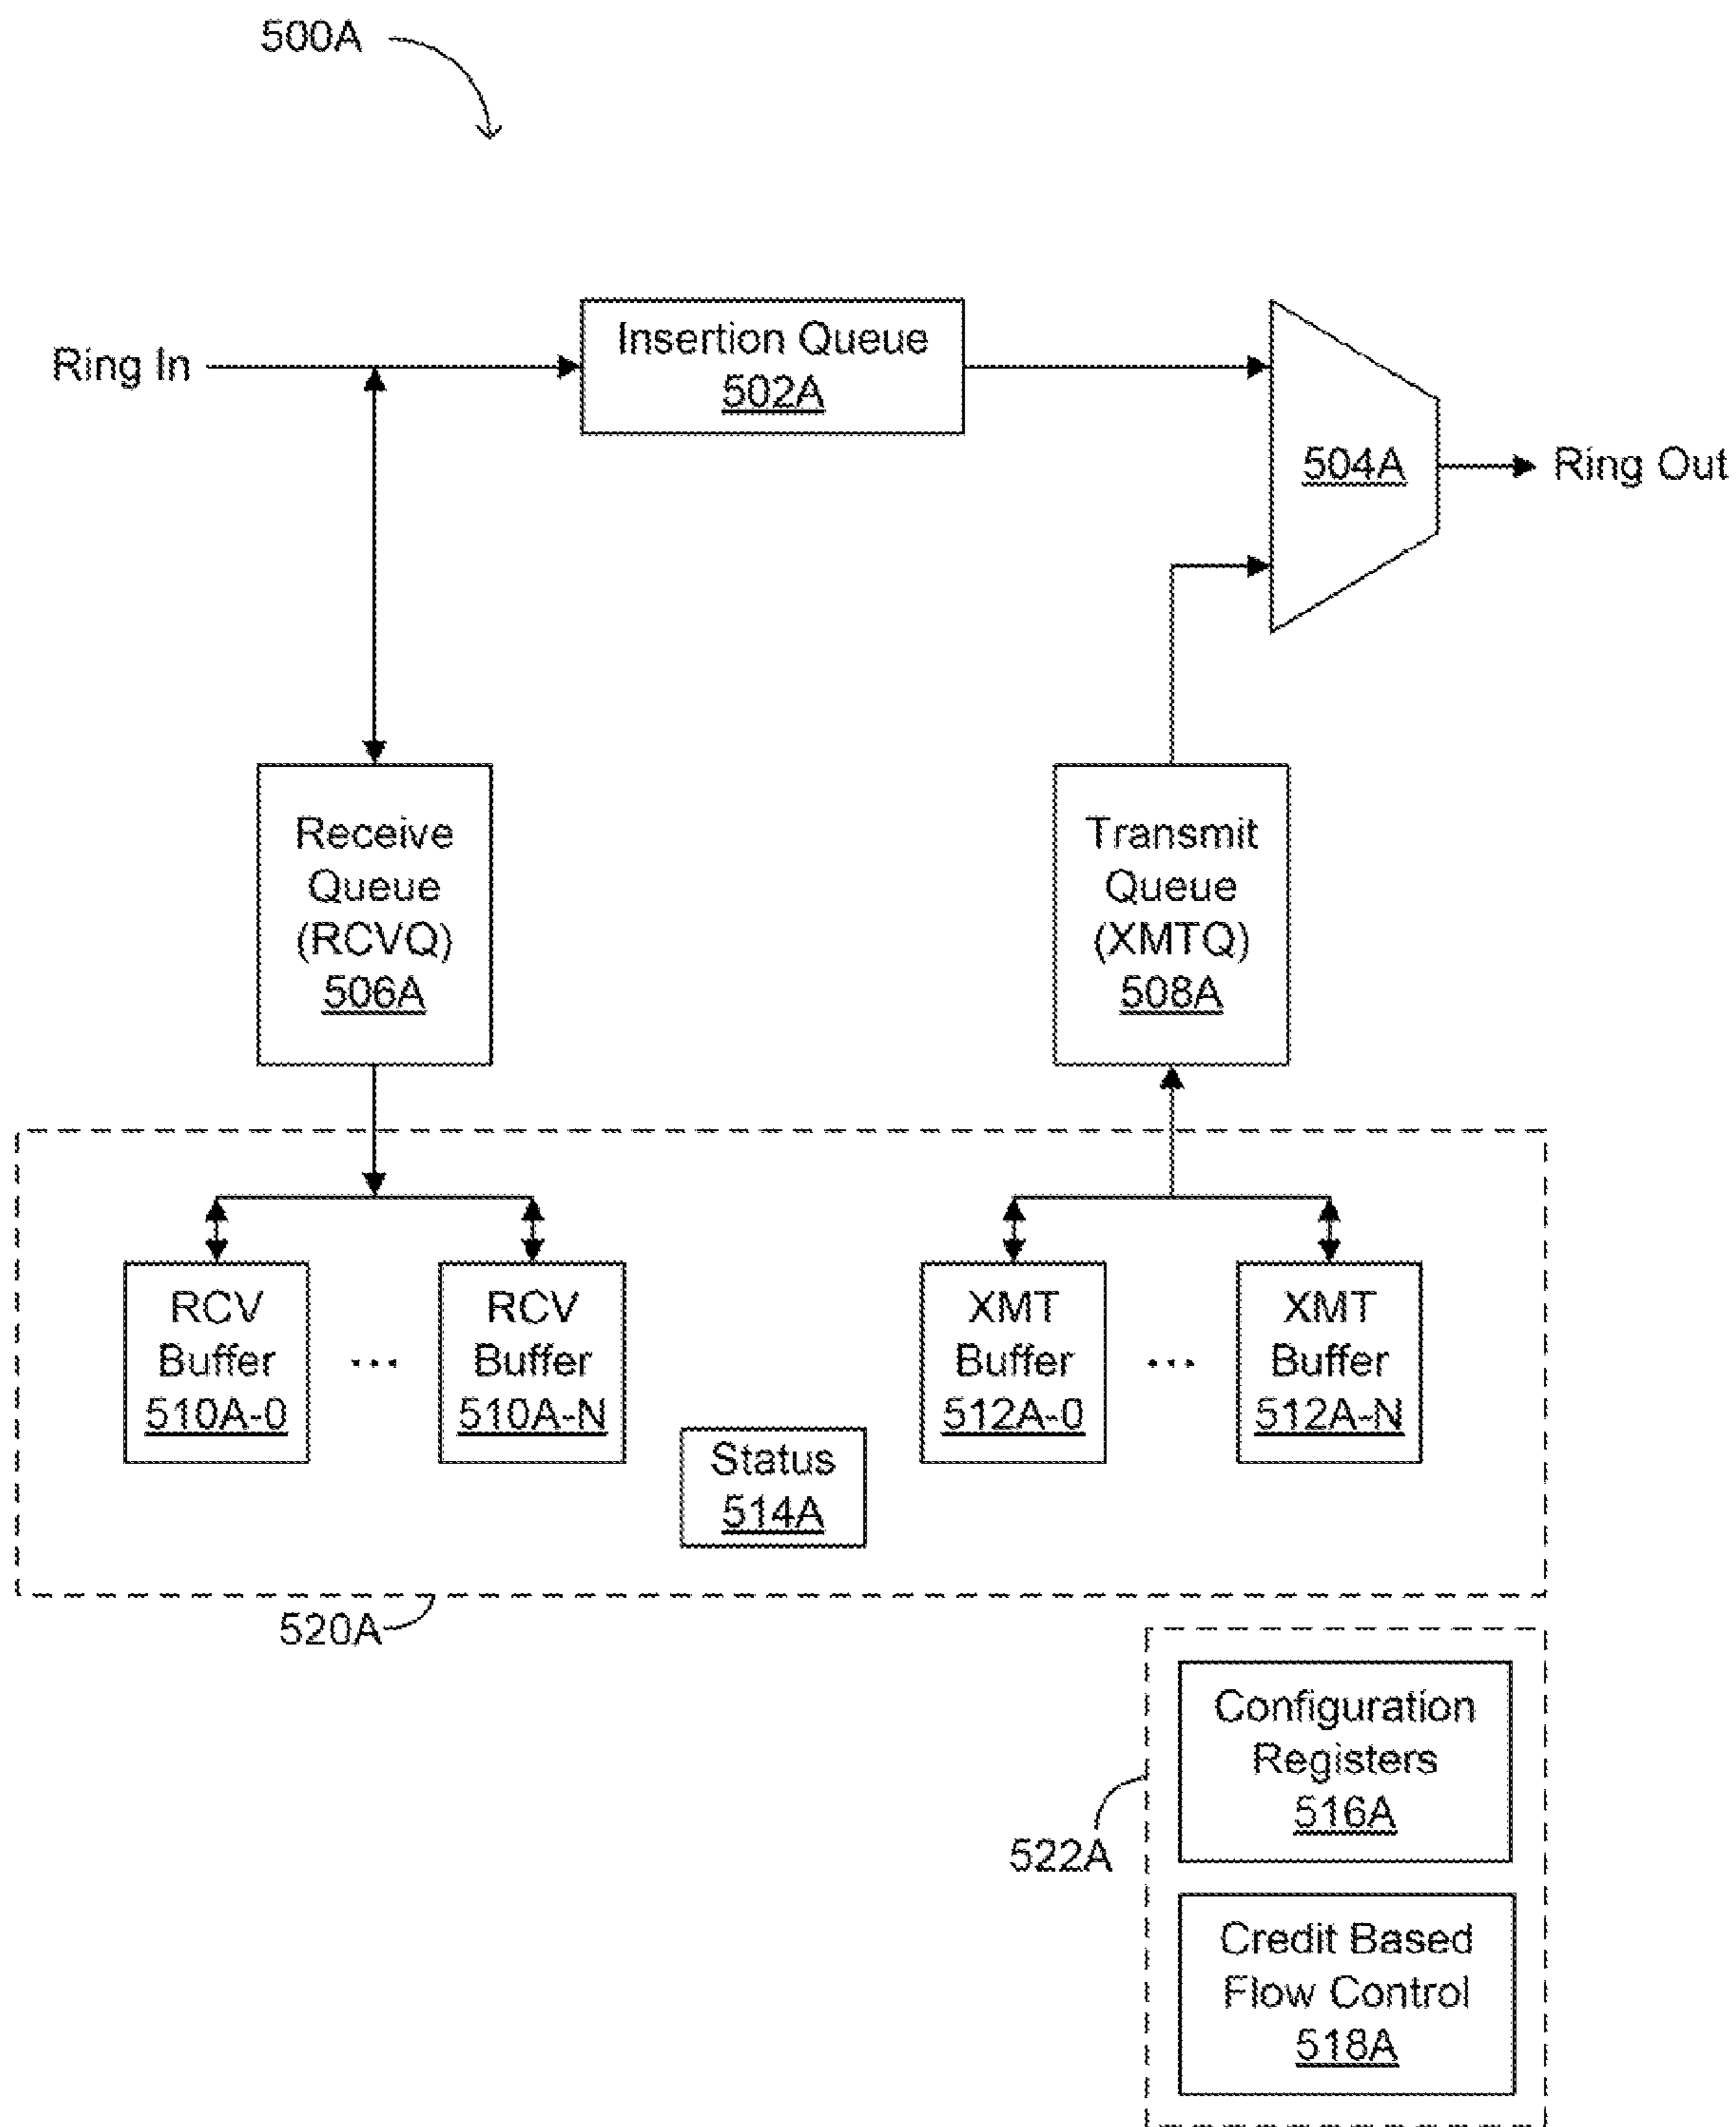 500A
Insertion Queue
502A
Ring In
504A
Ring Out
Receive
Queue
(RCVQ)
506A
Transmit
Queue
(XMTQ)
508A
RCV
Buffer
510A-0
...
RCV
Buffer
510A-N
XMT
Buffer
512A-0
...
XMT
Buffer
512A-N
Status
514A
520A
Configuration
Registers
516A
522A
Credit Based
Flow Control
518A